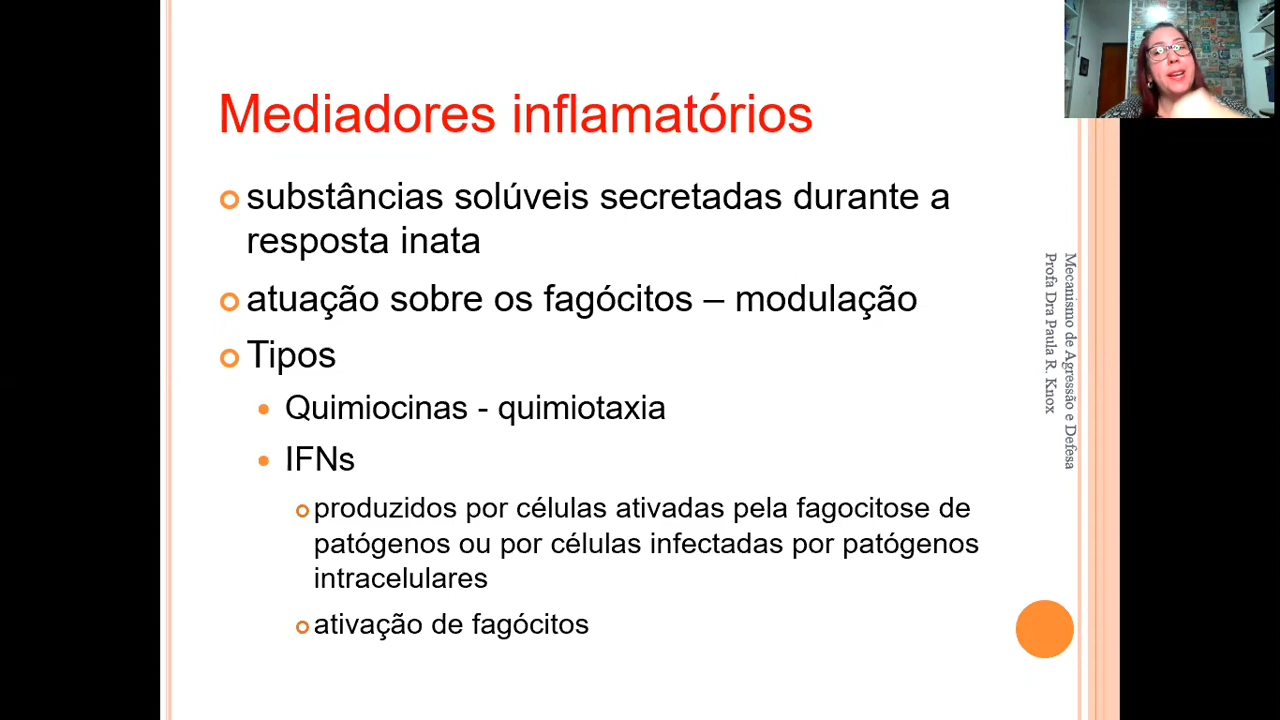 Mediadores inflamatórios
substâncias solúveis secretadas durante a
resposta inata
atuação sobre os fagócitos – modulação
Tipos
Quimiocinas - quimiotaxia
IFNs
produzidos por células ativadas pela fagocitose de
patógenos ou por células infectadas por patógenos
intracelulares
ativação de fagócitos
Mecanismo de Agressão e Defesa
Profa Dra Paula R. Knox